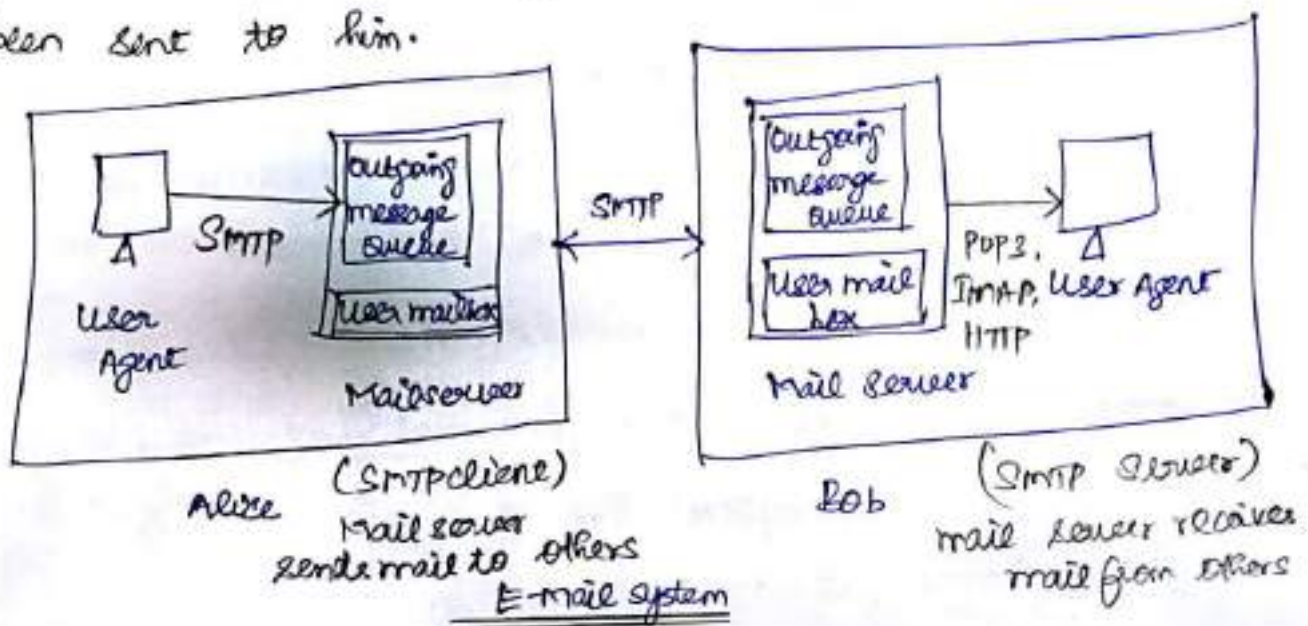 been sent to him.
Outgoing
message
queue
SMTP
User mailbox
User
Agent
Mailserver
SMTP
Outgoing
message
queue
User mail
box
POP3,
IMAP,
HTTP
User Agent
Mail Server
Alice
(SMTP client)
Mail server
sends mail to others
Bob
(SMTP Server)
mail server receives
mail from others
E-mail system